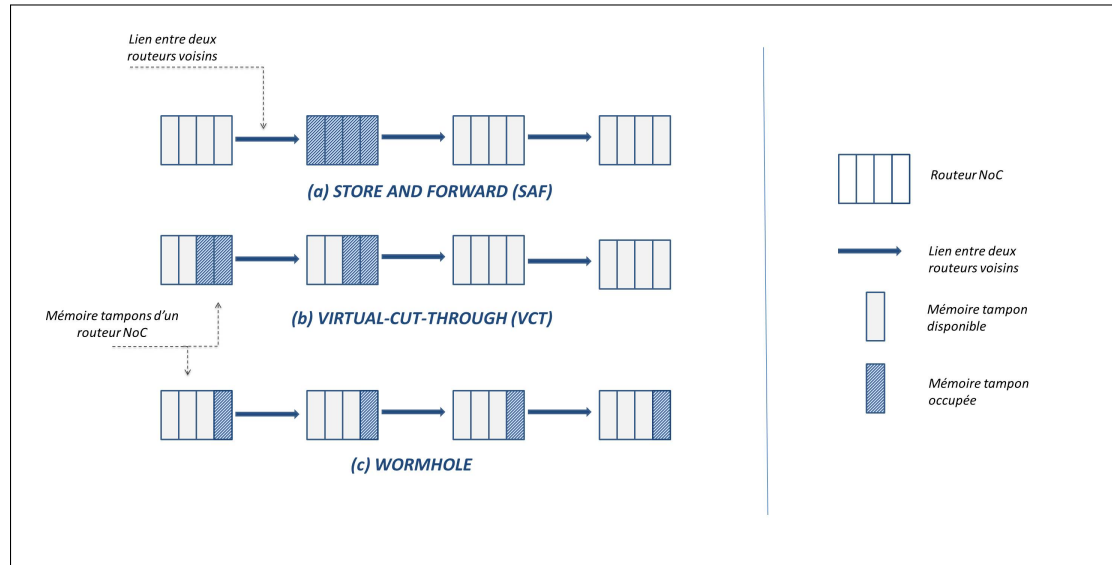 Lien entre deux
routeurs voisins
(a) STORE AND FORWARD (SAF)
(b) VIRTUAL-CUT-THROUGH (VCT)
Mémoire tampons d'un
routeur NoC
(c) WORMHOLE
Routeur NoC
Lien entre deux
routeurs voisins
Mémoire tampon
disponible
Mémoire tampon
occupée